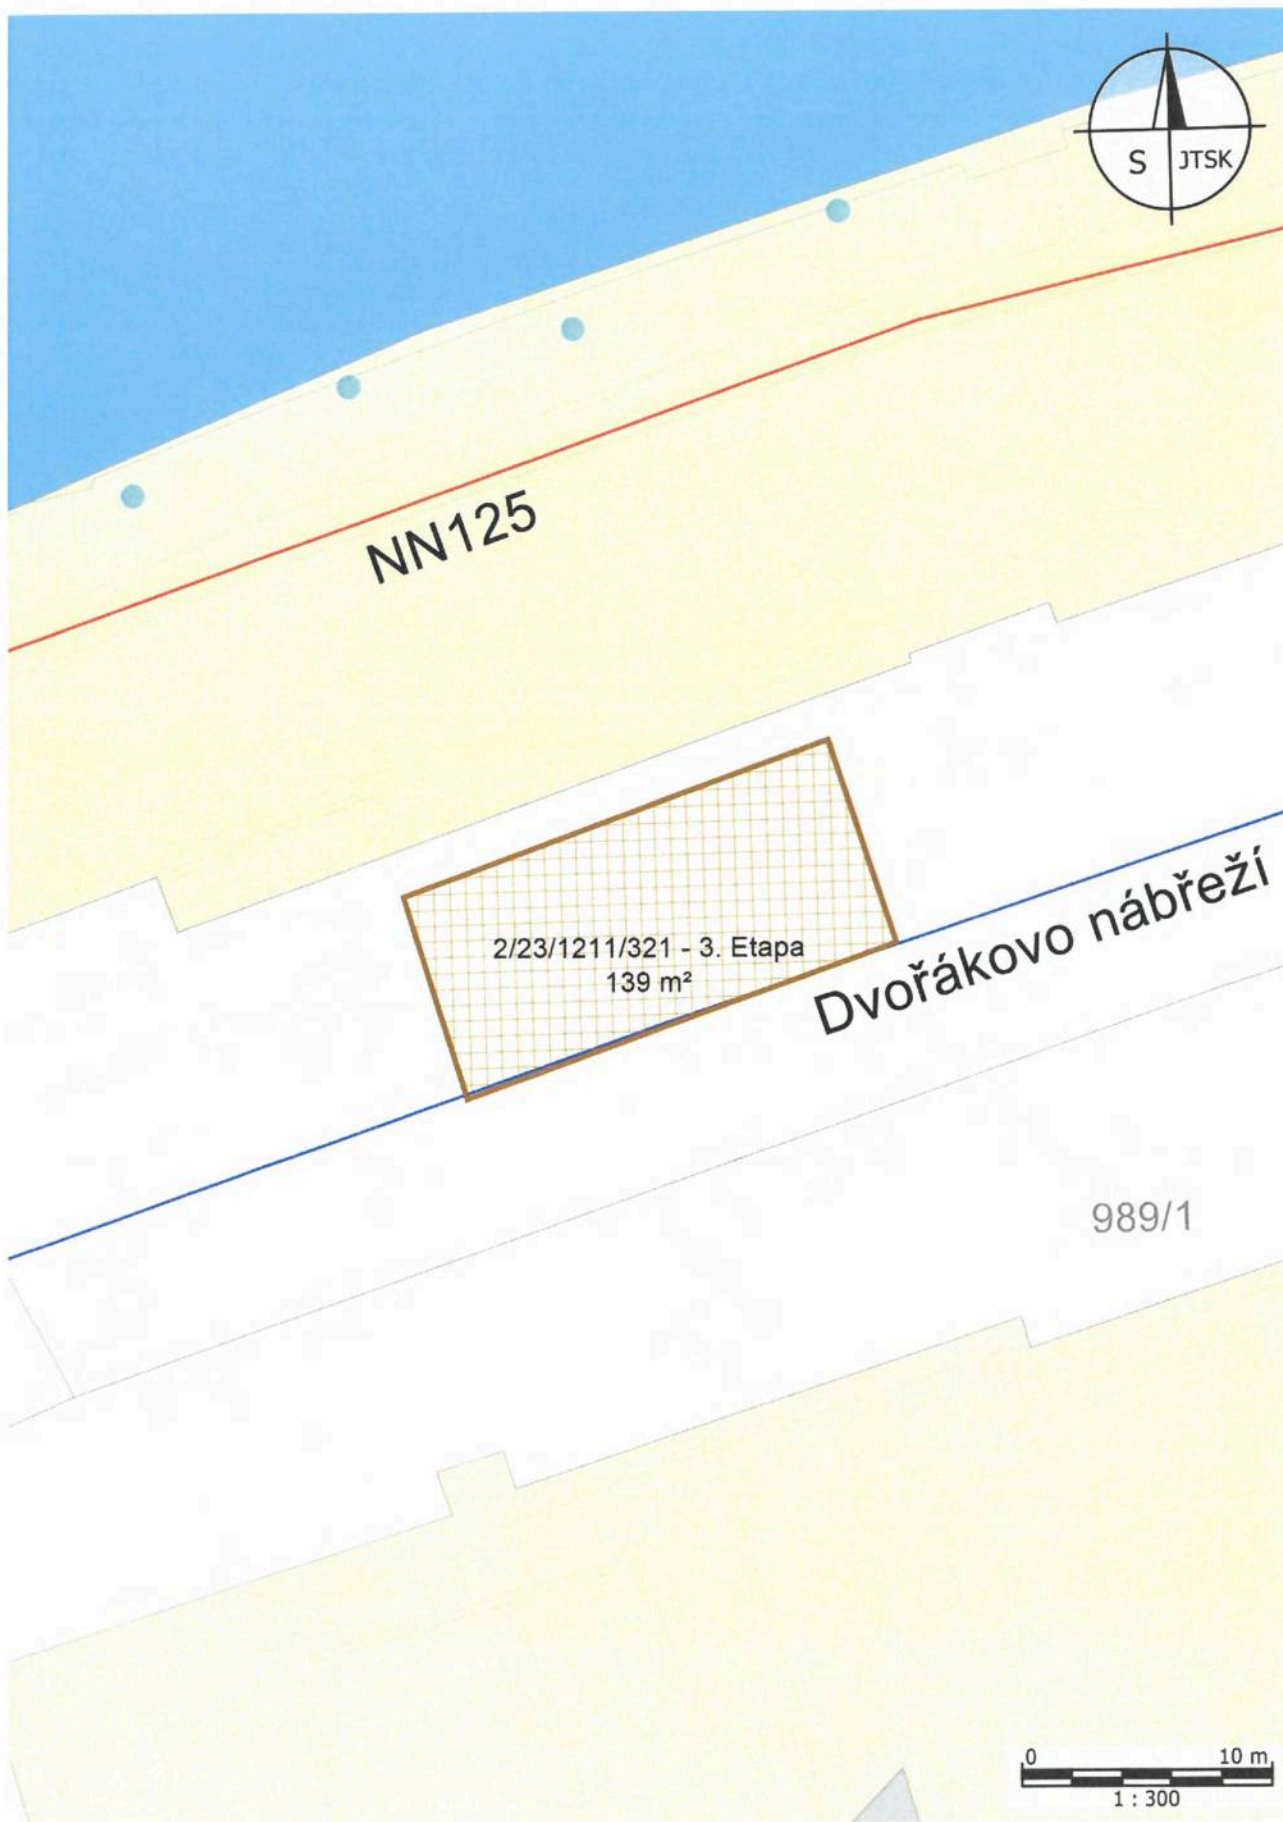 S JTSK
NN125
2/23/1211/321 - 3. Etapa
139 m²
Dvořákovo nábřeží
989/1
0 10 m
1 : 300